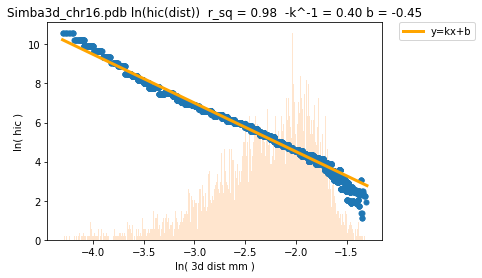 Simba3d_chr16.pdb ln(hic(dist))  r_sq = 0.98  -k^-1 = 0.40 b = -0.45
y=kx+b
10
8
6
4
2
0
ln( hic )
−4.0 −3.5 −3.0 −2.5 −2.0 −1.5
ln( 3d dist mm )